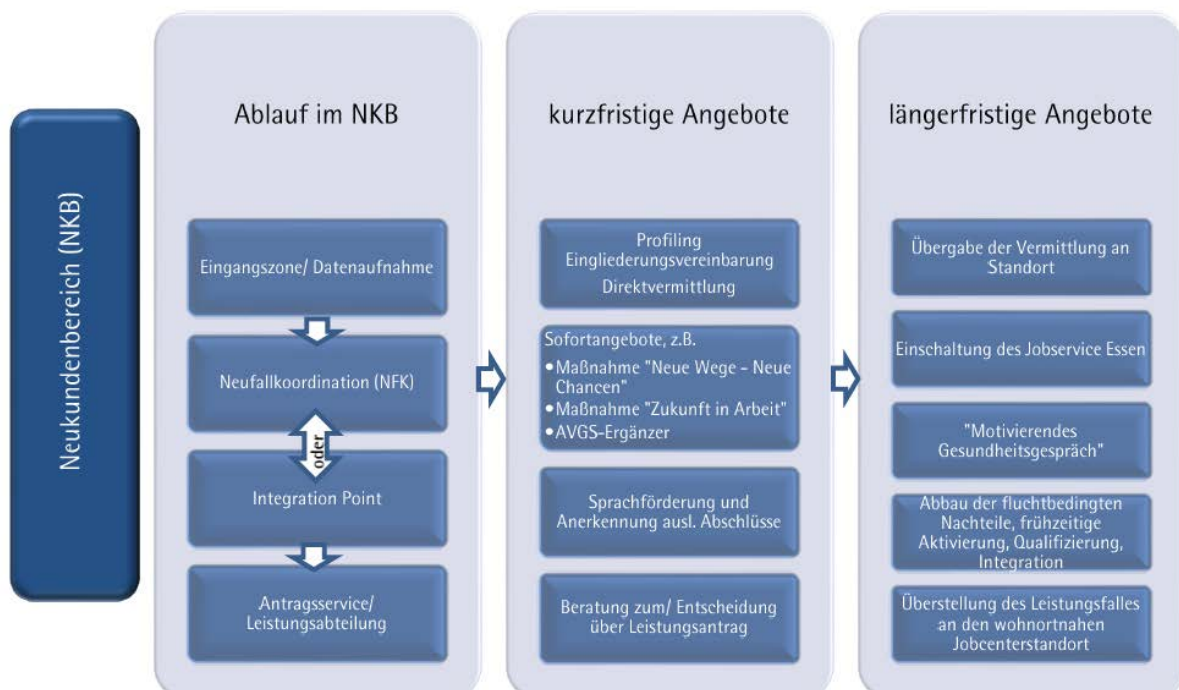 Neukundenbereich (NKB)
Ablauf im NKB
Eingangszone/ Datenaufnahme
Neufallkoordination (NFK)
oder
Integration Point
Antragsservice/
Leistungsabteilung
kurzfristige Angebote
Profiling
Eingliederungsvereinbarung
Direktvermittlung
Sofortangebote, z.B.
•Maßnahme "Neue Wege - Neue
Chancen"
•Maßnahme "Zukunft in Arbeit"
•AVGS-Ergänzer
Sprachförderung und
Anerkennung ausl. Abschlüsse
Beratung zum/ Entscheidung
über Leistungsantrag
längerfristige Angebote
Übergabe der Vermittlung an
Standort
Einschaltung des Jobservice Essen
"Motivierendes
Gesundheitsgespräch"
Abbau der fluchtbedingten
Nachteile, frühzeitige
Aktivierung, Qualifizierung,
Integration
Überstellung des Leistungsfalles
an den wohnortnahen
Jobcenterstandort